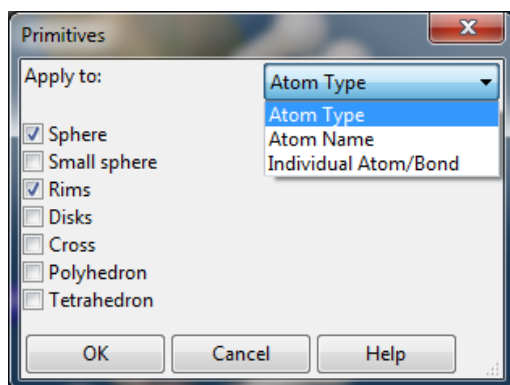 Primitives
Apply to:
Atom Type
Atom Type
Atom Name
Individual Atom/Bond
Sphere
Small sphere
Rims
Disks
Cross
Polyhedron
Tetrahedron
OK
Cancel
Help